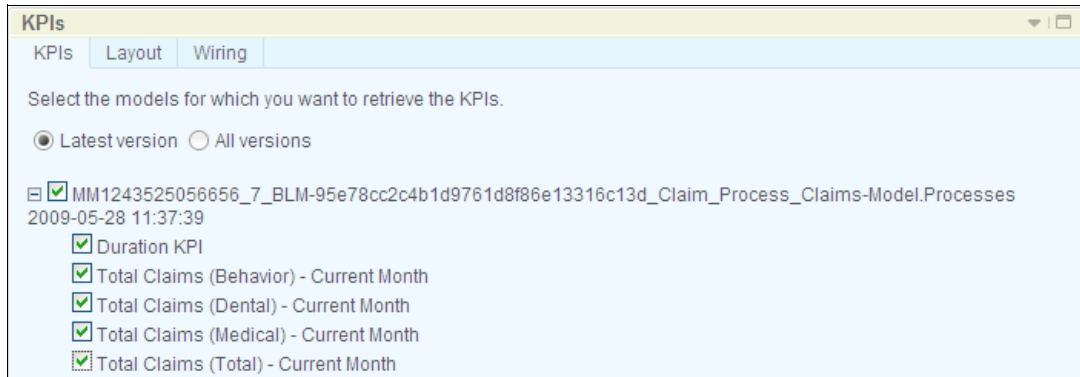 KPIs
KPIs Layout Wiring
Select the models for which you want to retrieve the KPIs.
Latest version All versions
MM1243525056656_7_BLM-95e78cc2c4b1d9761d8f86e13316c13d_Claim_Process_Claims-Model.Processes
2009-05-28 11:37:39
Duration KPI
Total Claims (Behavior) - Current Month
Total Claims (Dental) - Current Month
Total Claims (Medical) - Current Month
Total Claims (Total) - Current Month